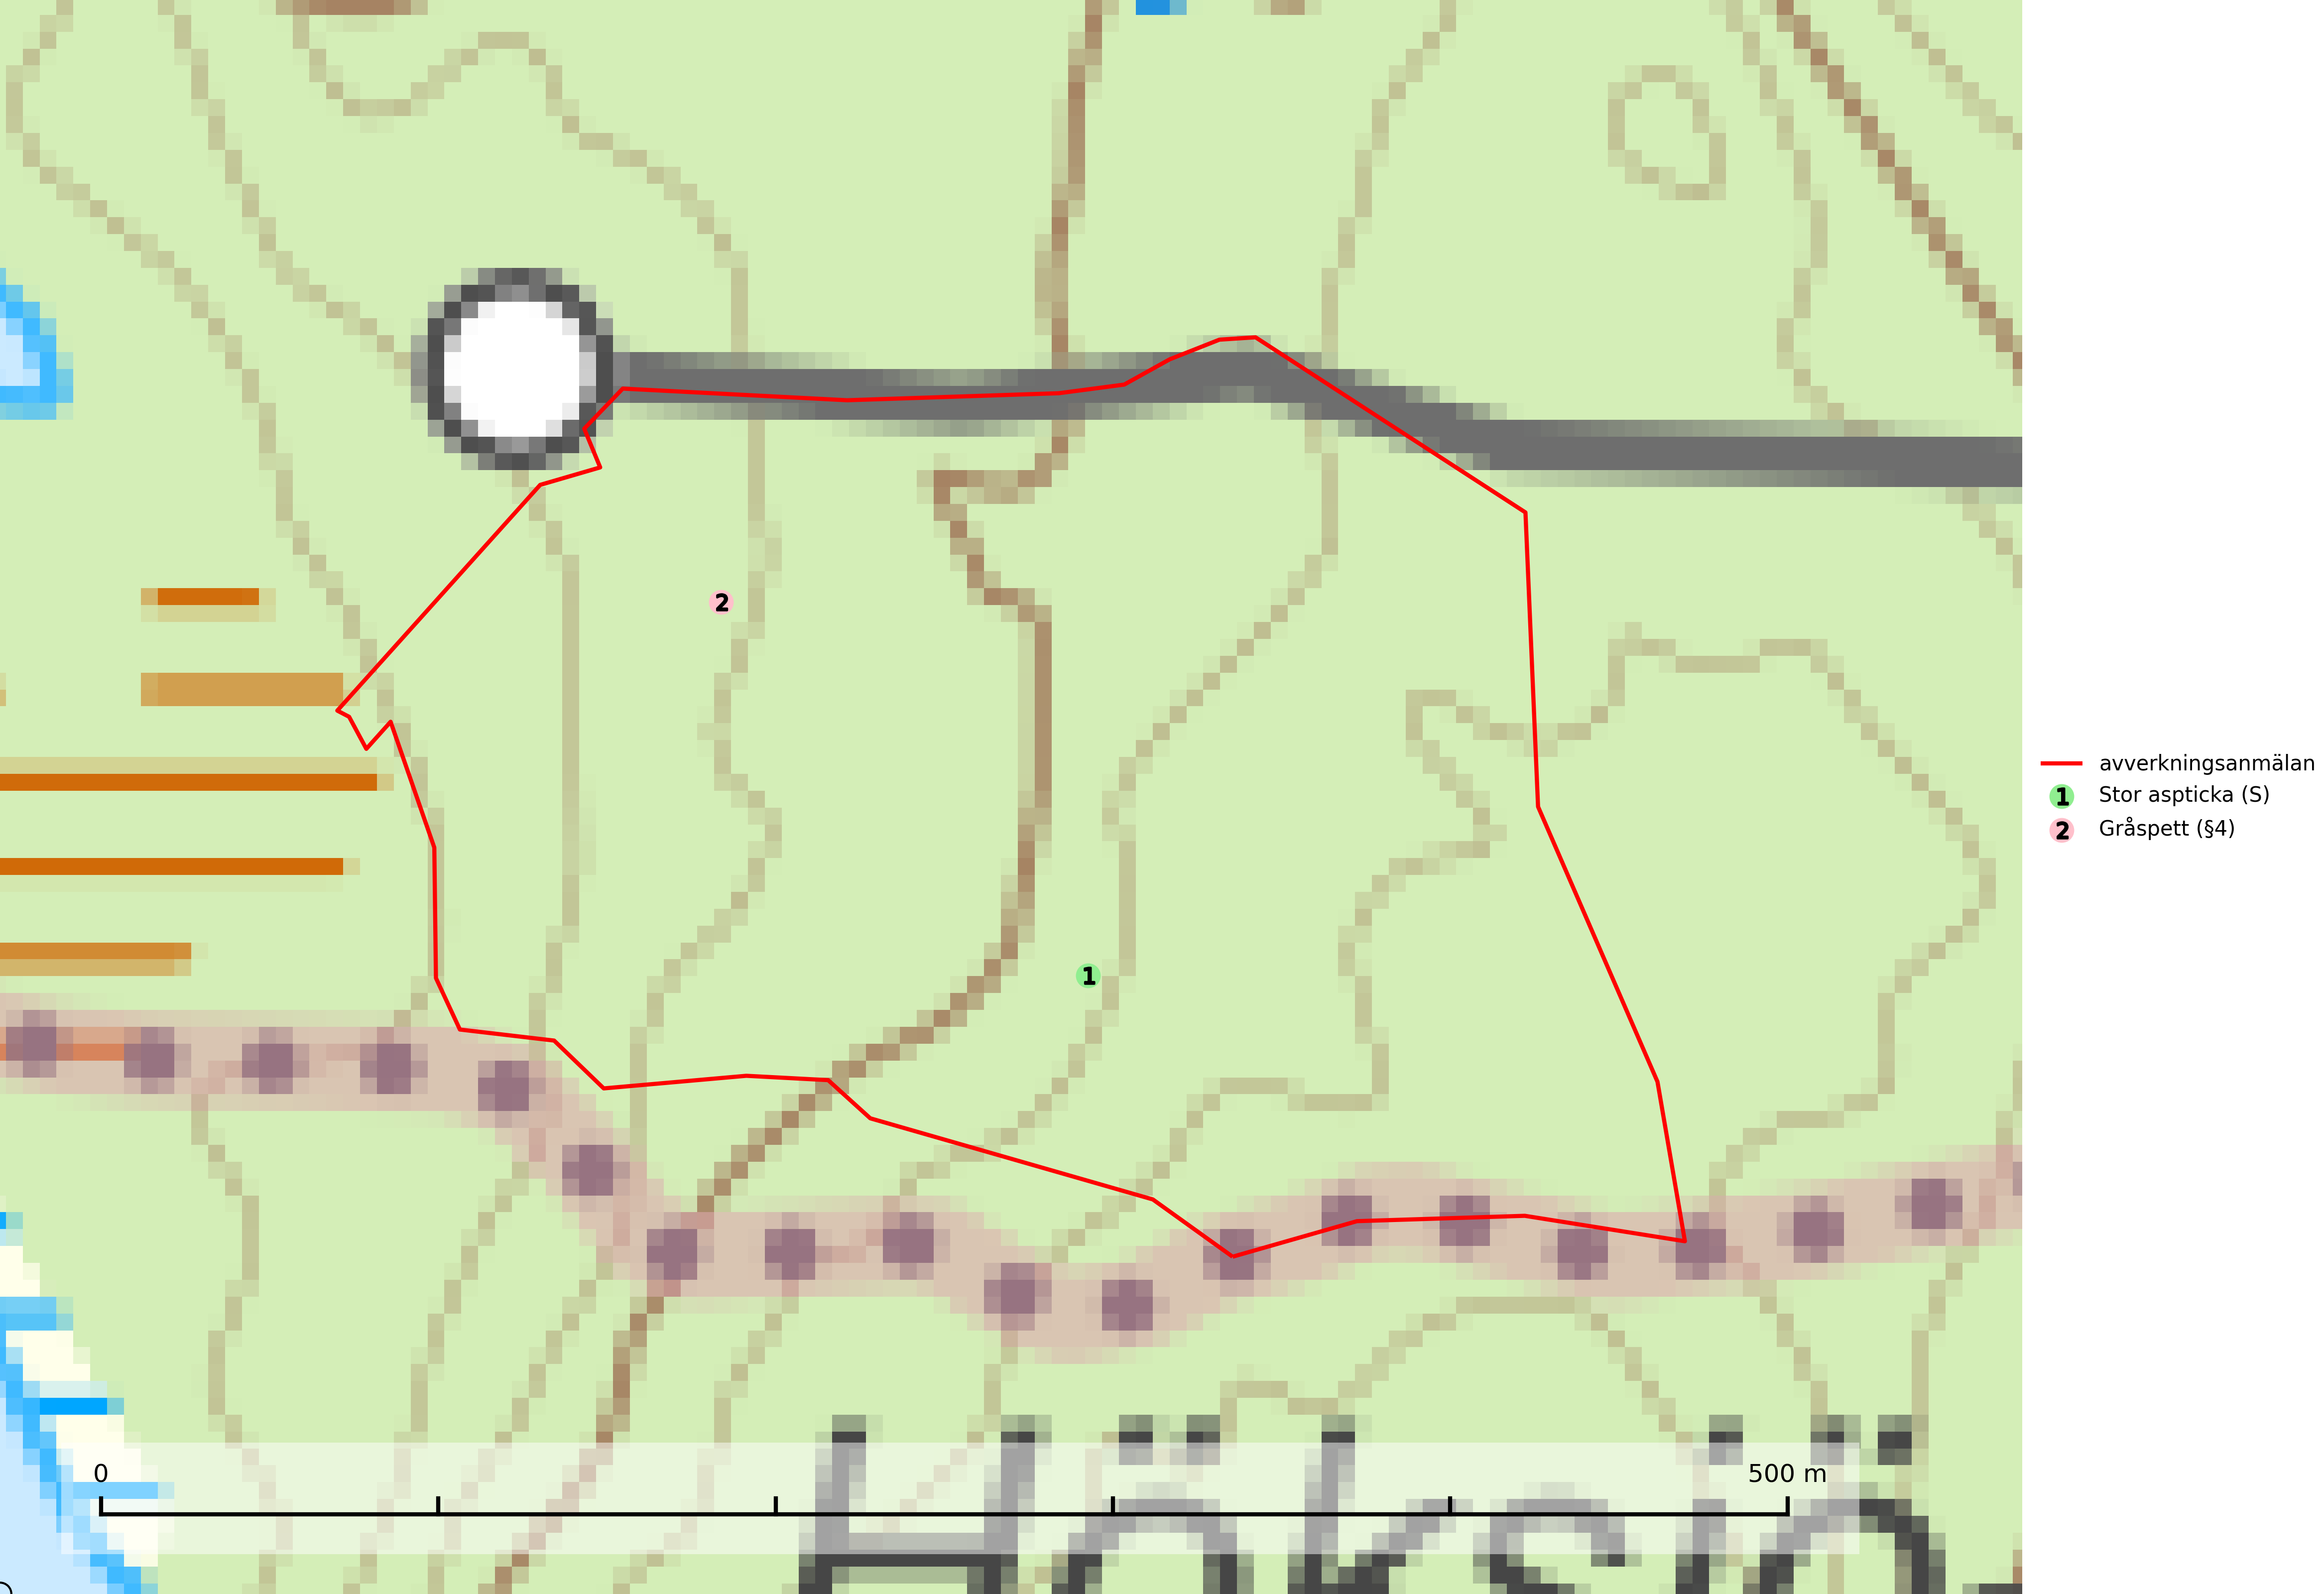 2
1
0 500 m
avverkningsanmälan
1 Stor aspticka (S)
2 Gråspett (§4)